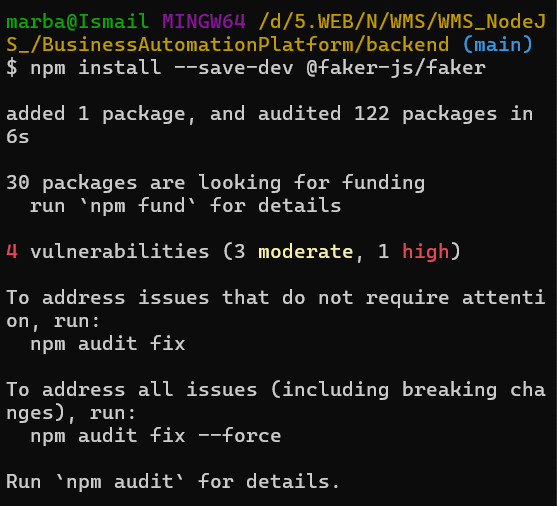 marba@Ismail MINGW64 /d/5.WEB/N/WMS/WMS_NodeJ
S_/BusinessAutomationPlatform/backend (main)
$ npm install --save-dev @faker-js/faker
added 1 package, and audited 122 packages in
6s
30 packages are looking for funding
  run `npm fund` for details
4 vulnerabilities (3 moderate, 1 high)
To address issues that do not require attenti
on, run:
  npm audit fix
To address all issues (including breaking cha
nges), run:
  npm audit fix --force
Run `npm audit` for details.